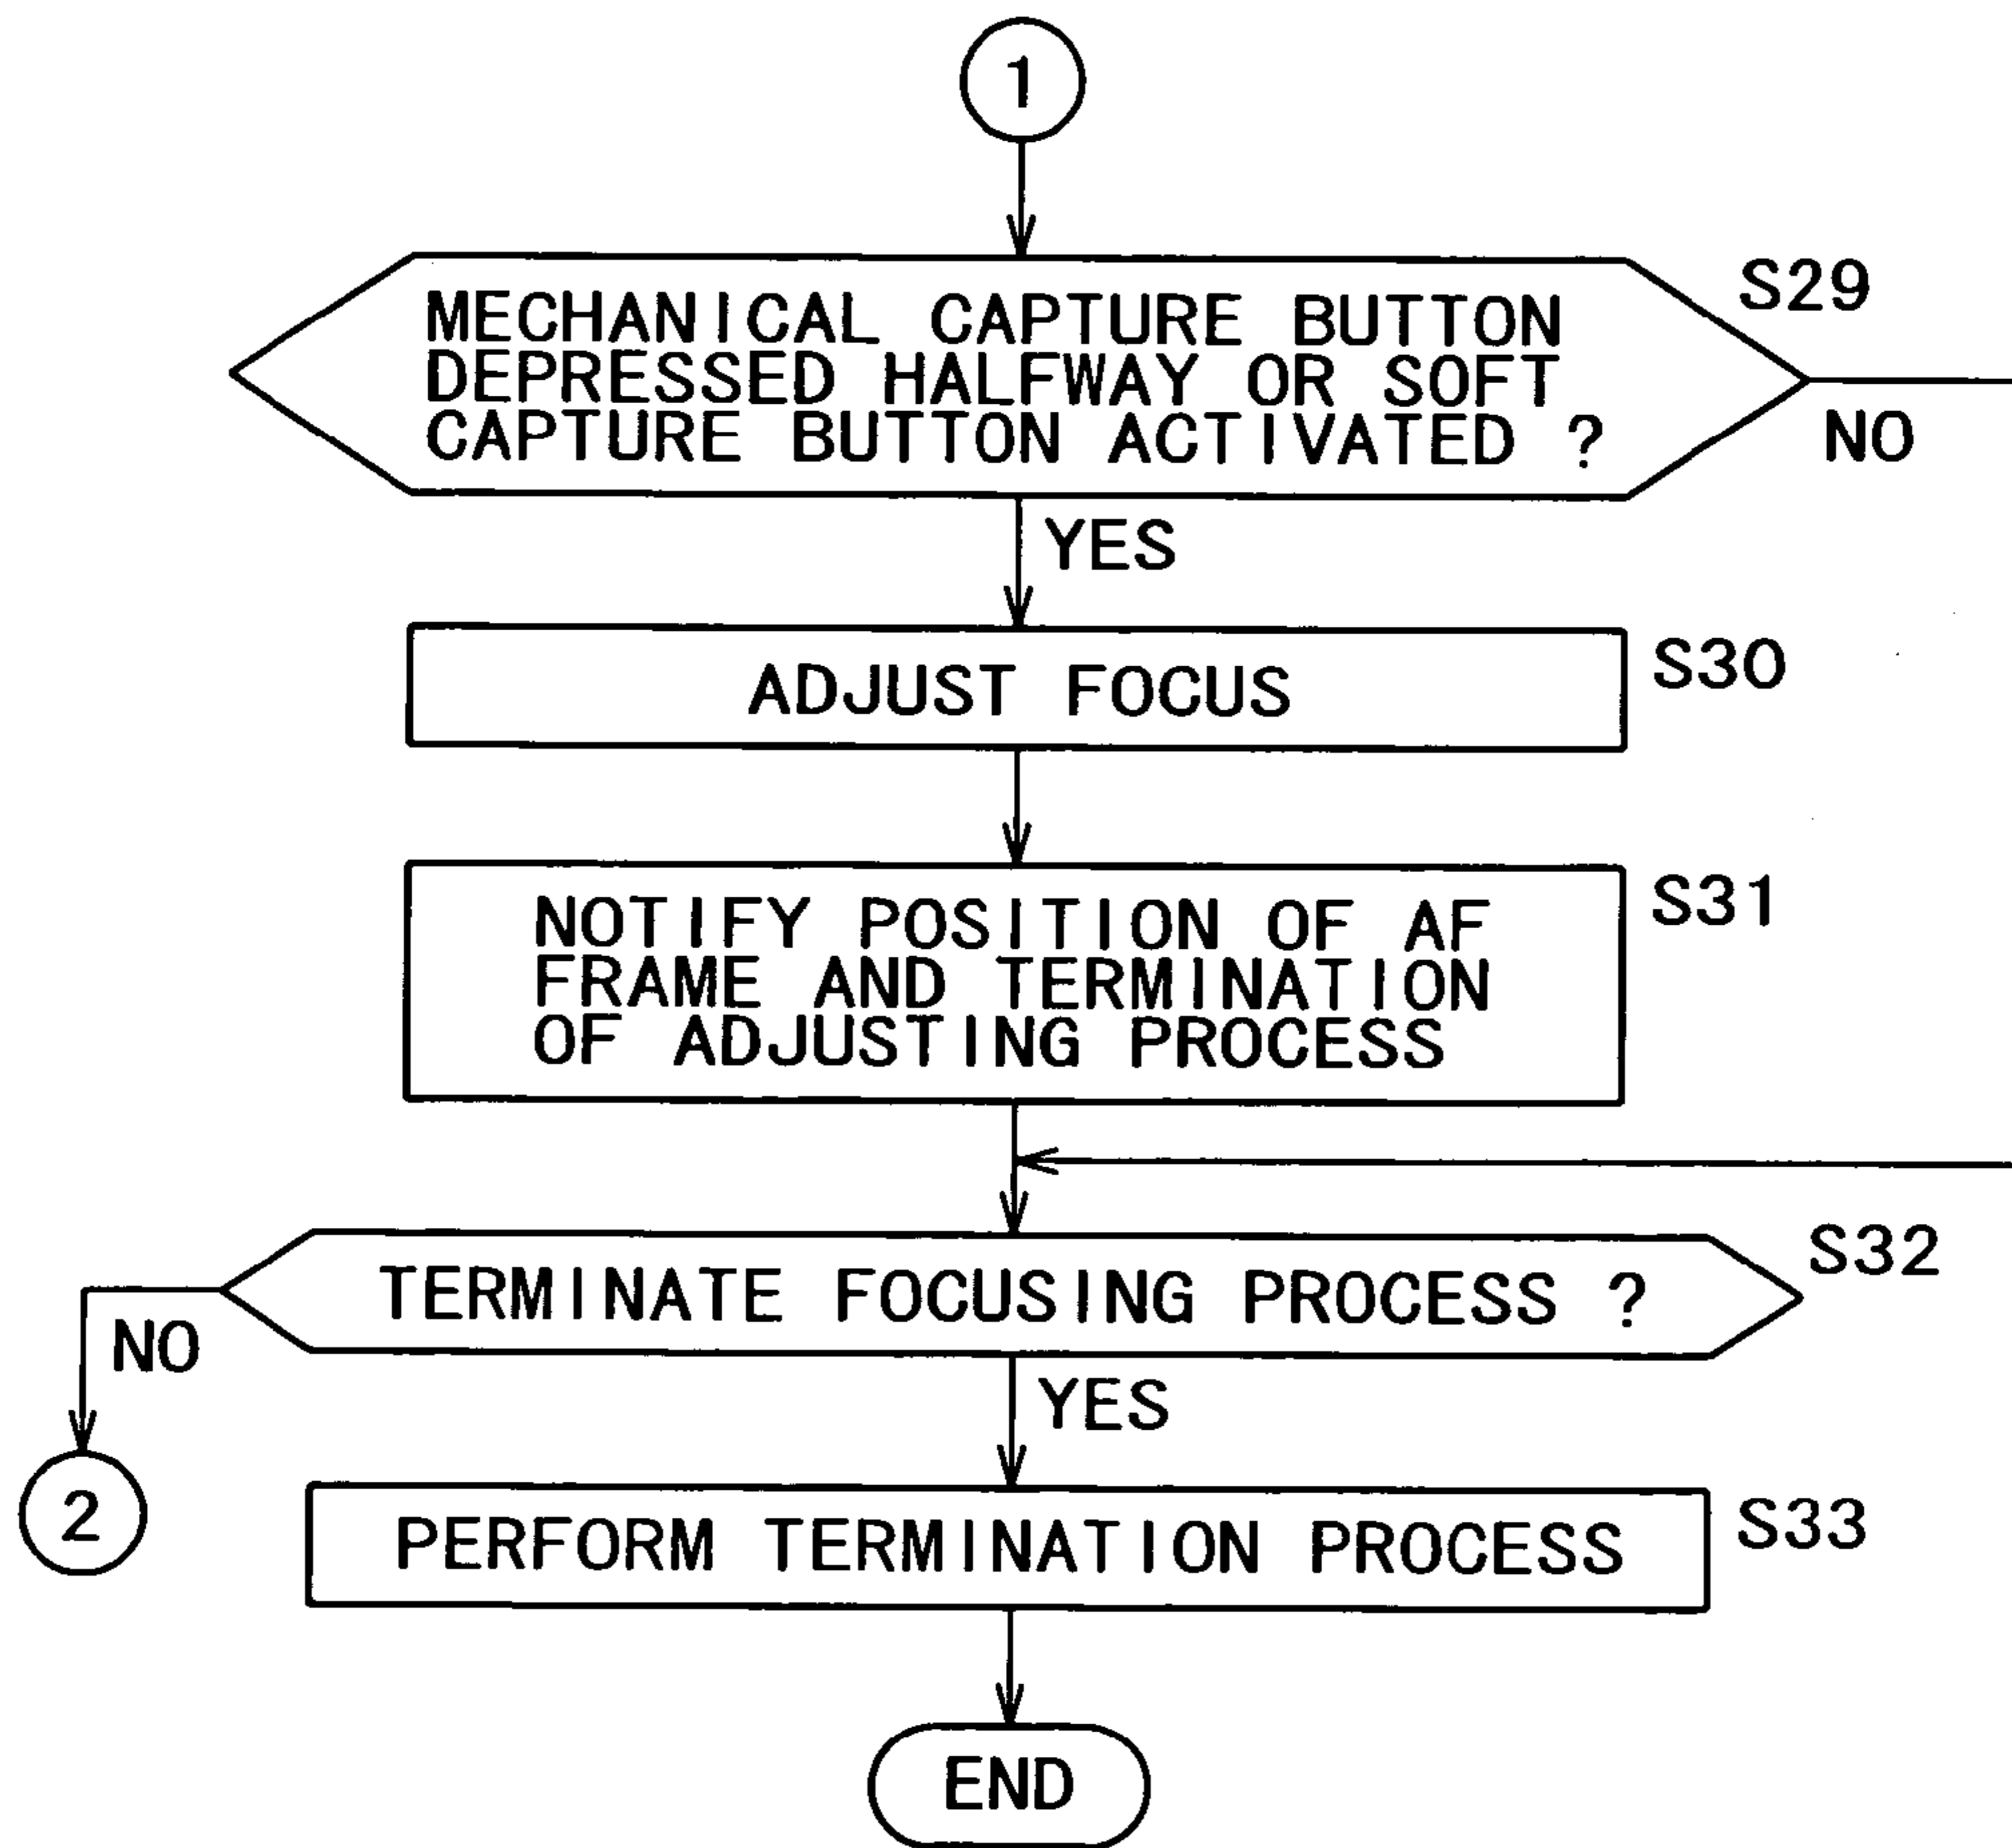 1
MECHANICAL CAPTURE BUTTON
DEPRESSED HALFWAY OR SOFT
CAPTURE BUTTON ACTIVATED ?
S29
NO
YES
ADJUST FOCUS
S30
NOTIFY POSITION OF AF
FRAME AND TERMINATION
OF ADJUSTING PROCESS
S31
TERMINATE FOCUSING PROCESS ?
S32
NO
YES
2
PERFORM TERMINATION PROCESS
S33
END